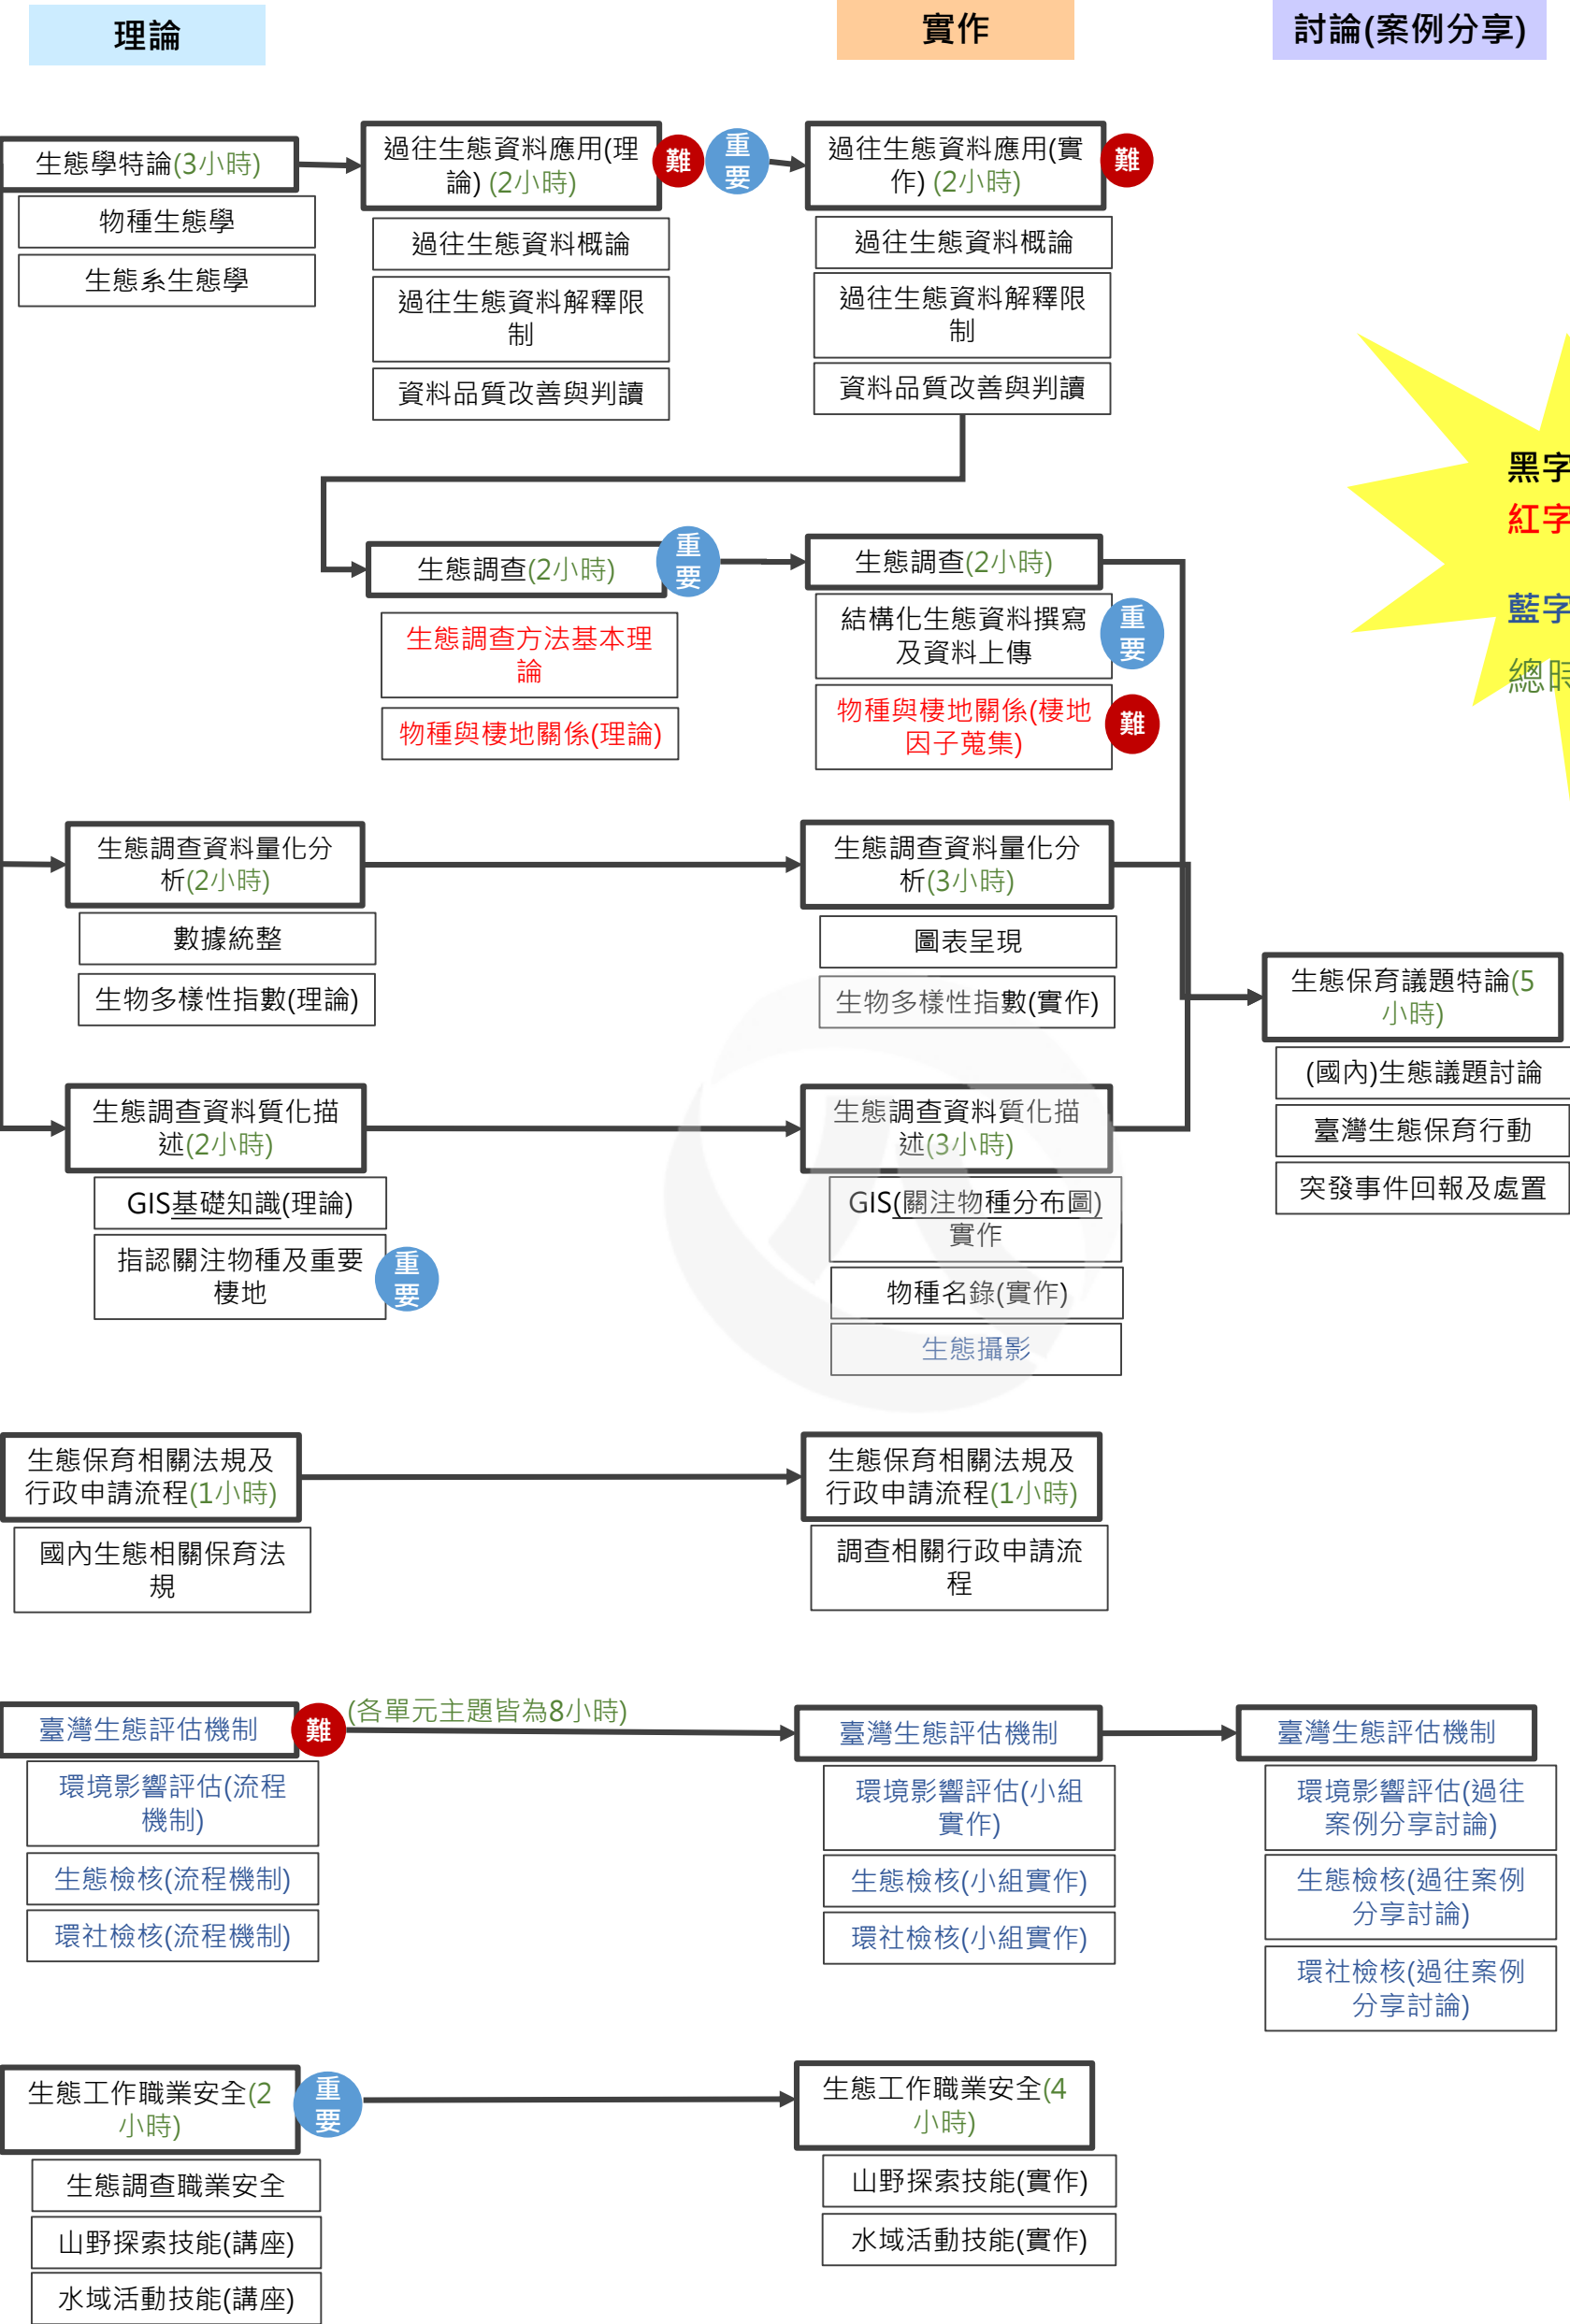 理論
實作
討論(案例分享)
生態學特論(3小時)
物種生態學
生態系生態學
過往生態資料應用(理
論) (2小時)
難
重
要
過往生態資料概論
過往生態資料解釋限
制
資料品質改善與判讀
過往生態資料應用(實
作) (2小時)
難
過往生態資料概論
過往生態資料解釋限
制
資料品質改善與判讀
黑字
紅字
藍字
總時
生態調查(2小時)
重
要
生態調查方法基本理
論
物種與棲地關係(理論)
生態調查(2小時)
結構化生態資料撰寫
及資料上傳
重
要
物種與棲地關係(棲地
因子蒐集)
難
生態調查資料量化分
析(2小時)
數據統整
生物多樣性指數(理論)
生態調查資料量化分
析(3小時)
圖表呈現
生物多樣性指數(實作)
生態保育議題特論(5
小時)
(國內)生態議題討論
臺灣生態保育行動
突發事件回報及處置
生態調查資料質化描
述(2小時)
GIS基礎知識(理論)
指認關注物種及重要
棲地
重
要
生態調查資料質化描
述(3小時)
GIS(關注物種分布圖)
實作
物種名錄(實作)
生態攝影
生態保育相關法規及
行政申請流程(1小時)
國內生態相關保育法
規
生態保育相關法規及
行政申請流程(1小時)
調查相關行政申請流
程
臺灣生態評估機制
難
(各單元主題皆為8小時)
環境影響評估(流程
機制)
生態檢核(流程機制)
環社檢核(流程機制)
臺灣生態評估機制
環境影響評估(小組
實作)
生態檢核(小組實作)
環社檢核(小組實作)
臺灣生態評估機制
環境影響評估(過往
案例分享討論)
生態檢核(過往案例
分享討論)
環社檢核(過往案例
分享討論)
生態工作職業安全(2
小時)
重
要
生態調查職業安全
山野探索技能(講座)
水域活動技能(講座)
生態工作職業安全(4
小時)
山野探索技能(實作)
水域活動技能(實作)